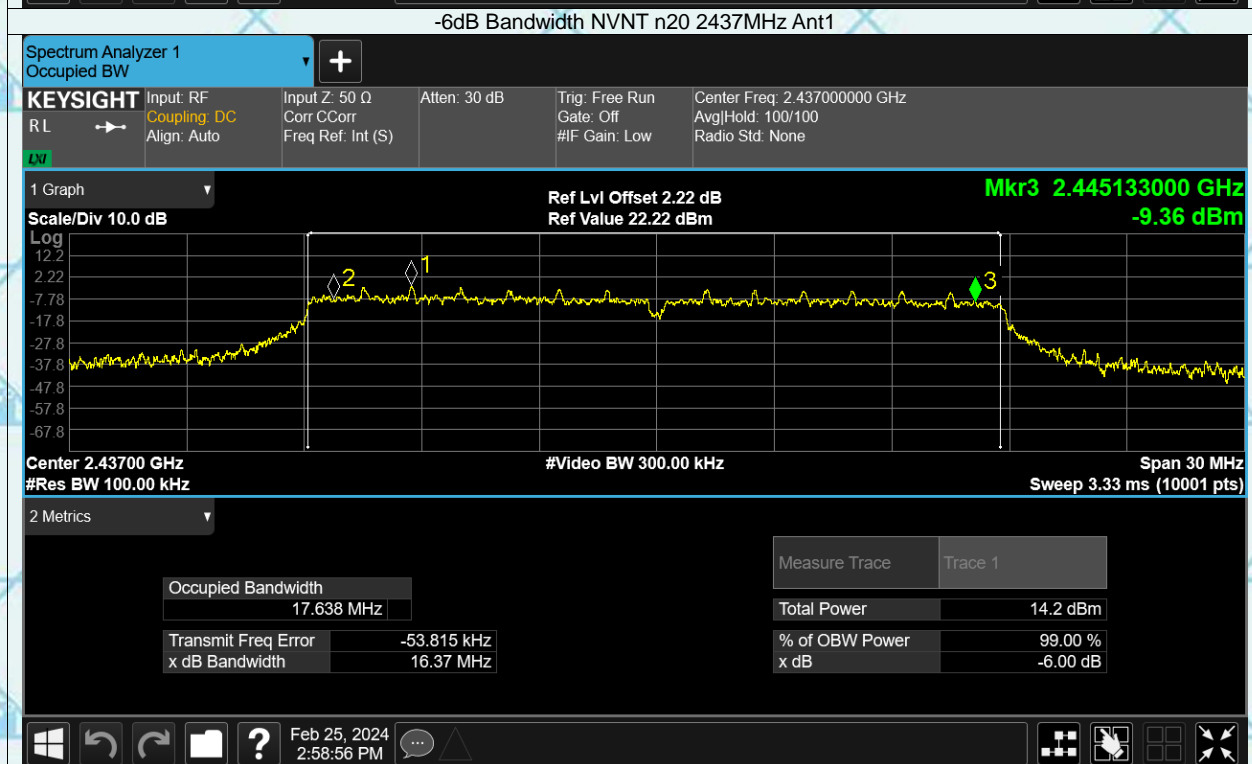 -6dB Bandwidth NVNT n20 2437MHz Ant1
Spectrum Analyzer 1
Occupied BW
+
KEYSIGHT
RL
LXI
Input: RF
Coupling: DC
Align: Auto
Input Z: 50 Ω
Corr CCorr
Freq Ref: Int (S)
Atten: 30 dB
Trig: Free Run
Gate: Off
#IF Gain: Low
Center Freq: 2.437000000 GHz
Avg|Hold: 100/100
Radio Std: None
1 Graph
Scale/Div 10.0 dB
Ref Lvl Offset 2.22 dB
Ref Value 22.22 dBm
Mkr3 2.445133000 GHz
-9.36 dBm
Log
12.2
2.22
-7.78
-17.8
-27.8
-37.8
-47.8
-57.8
-67.8
2
1
3
Center 2.43700 GHz
#Video BW 300.00 kHz
Span 30 MHz
#Res BW 100.00 kHz
Sweep 3.33 ms (10001 pts)
2 Metrics
Measure Trace Trace 1
Occupied Bandwidth
17.638 MHz
Total Power 14.2 dBm
Transmit Freq Error -53.815 kHz
% of OBW Power 99.00 %
x dB Bandwidth 16.37 MHz
x dB -6.00 dB
?
Feb 25, 2024
2:58:56 PM